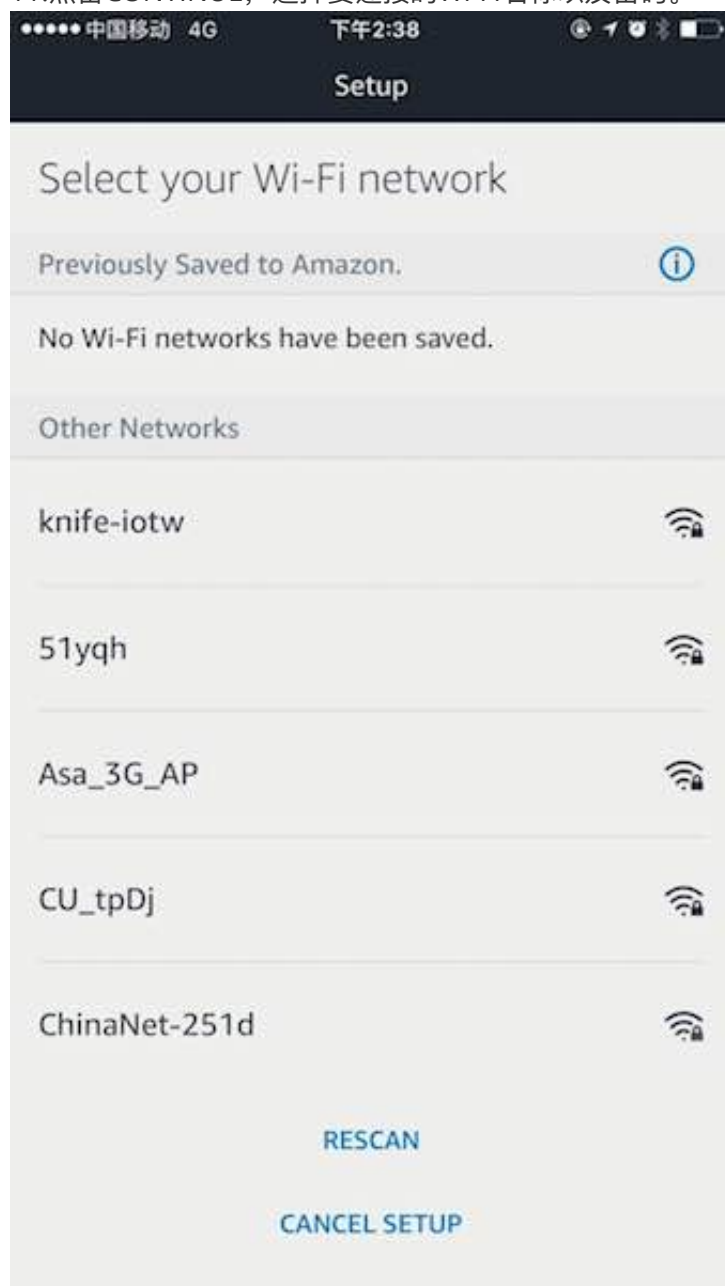 中国移动 4G 下午2:38
Setup
Select your Wi-Fi network
Previously Saved to Amazon.
No Wi-Fi networks have been saved.
Other Networks
knife-iotw
51yqh
Asa_3G_AP
CU_tpDj
ChinaNet-251d
RESCAN
CANCEL SETUP